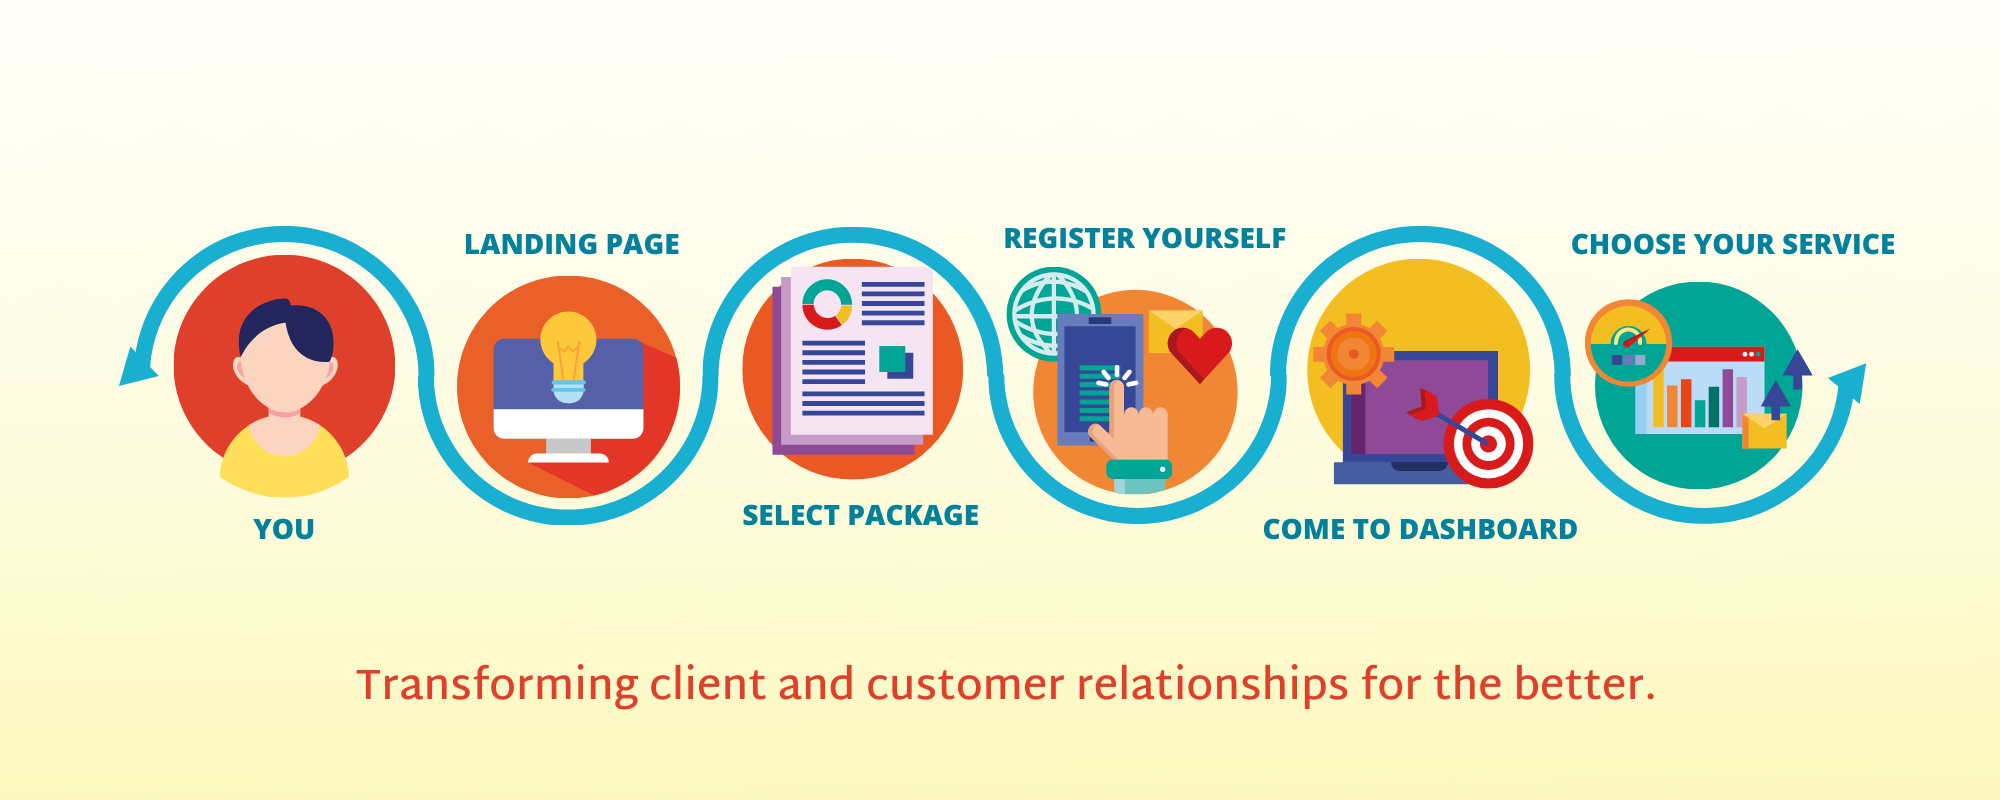 YOU
LANDING PAGE
SELECT PACKAGE
REGISTER YOURSELF
COME TO DASHBOARD
CHOOSE YOUR SERVICE
Transforming client and customer relationships for the better.